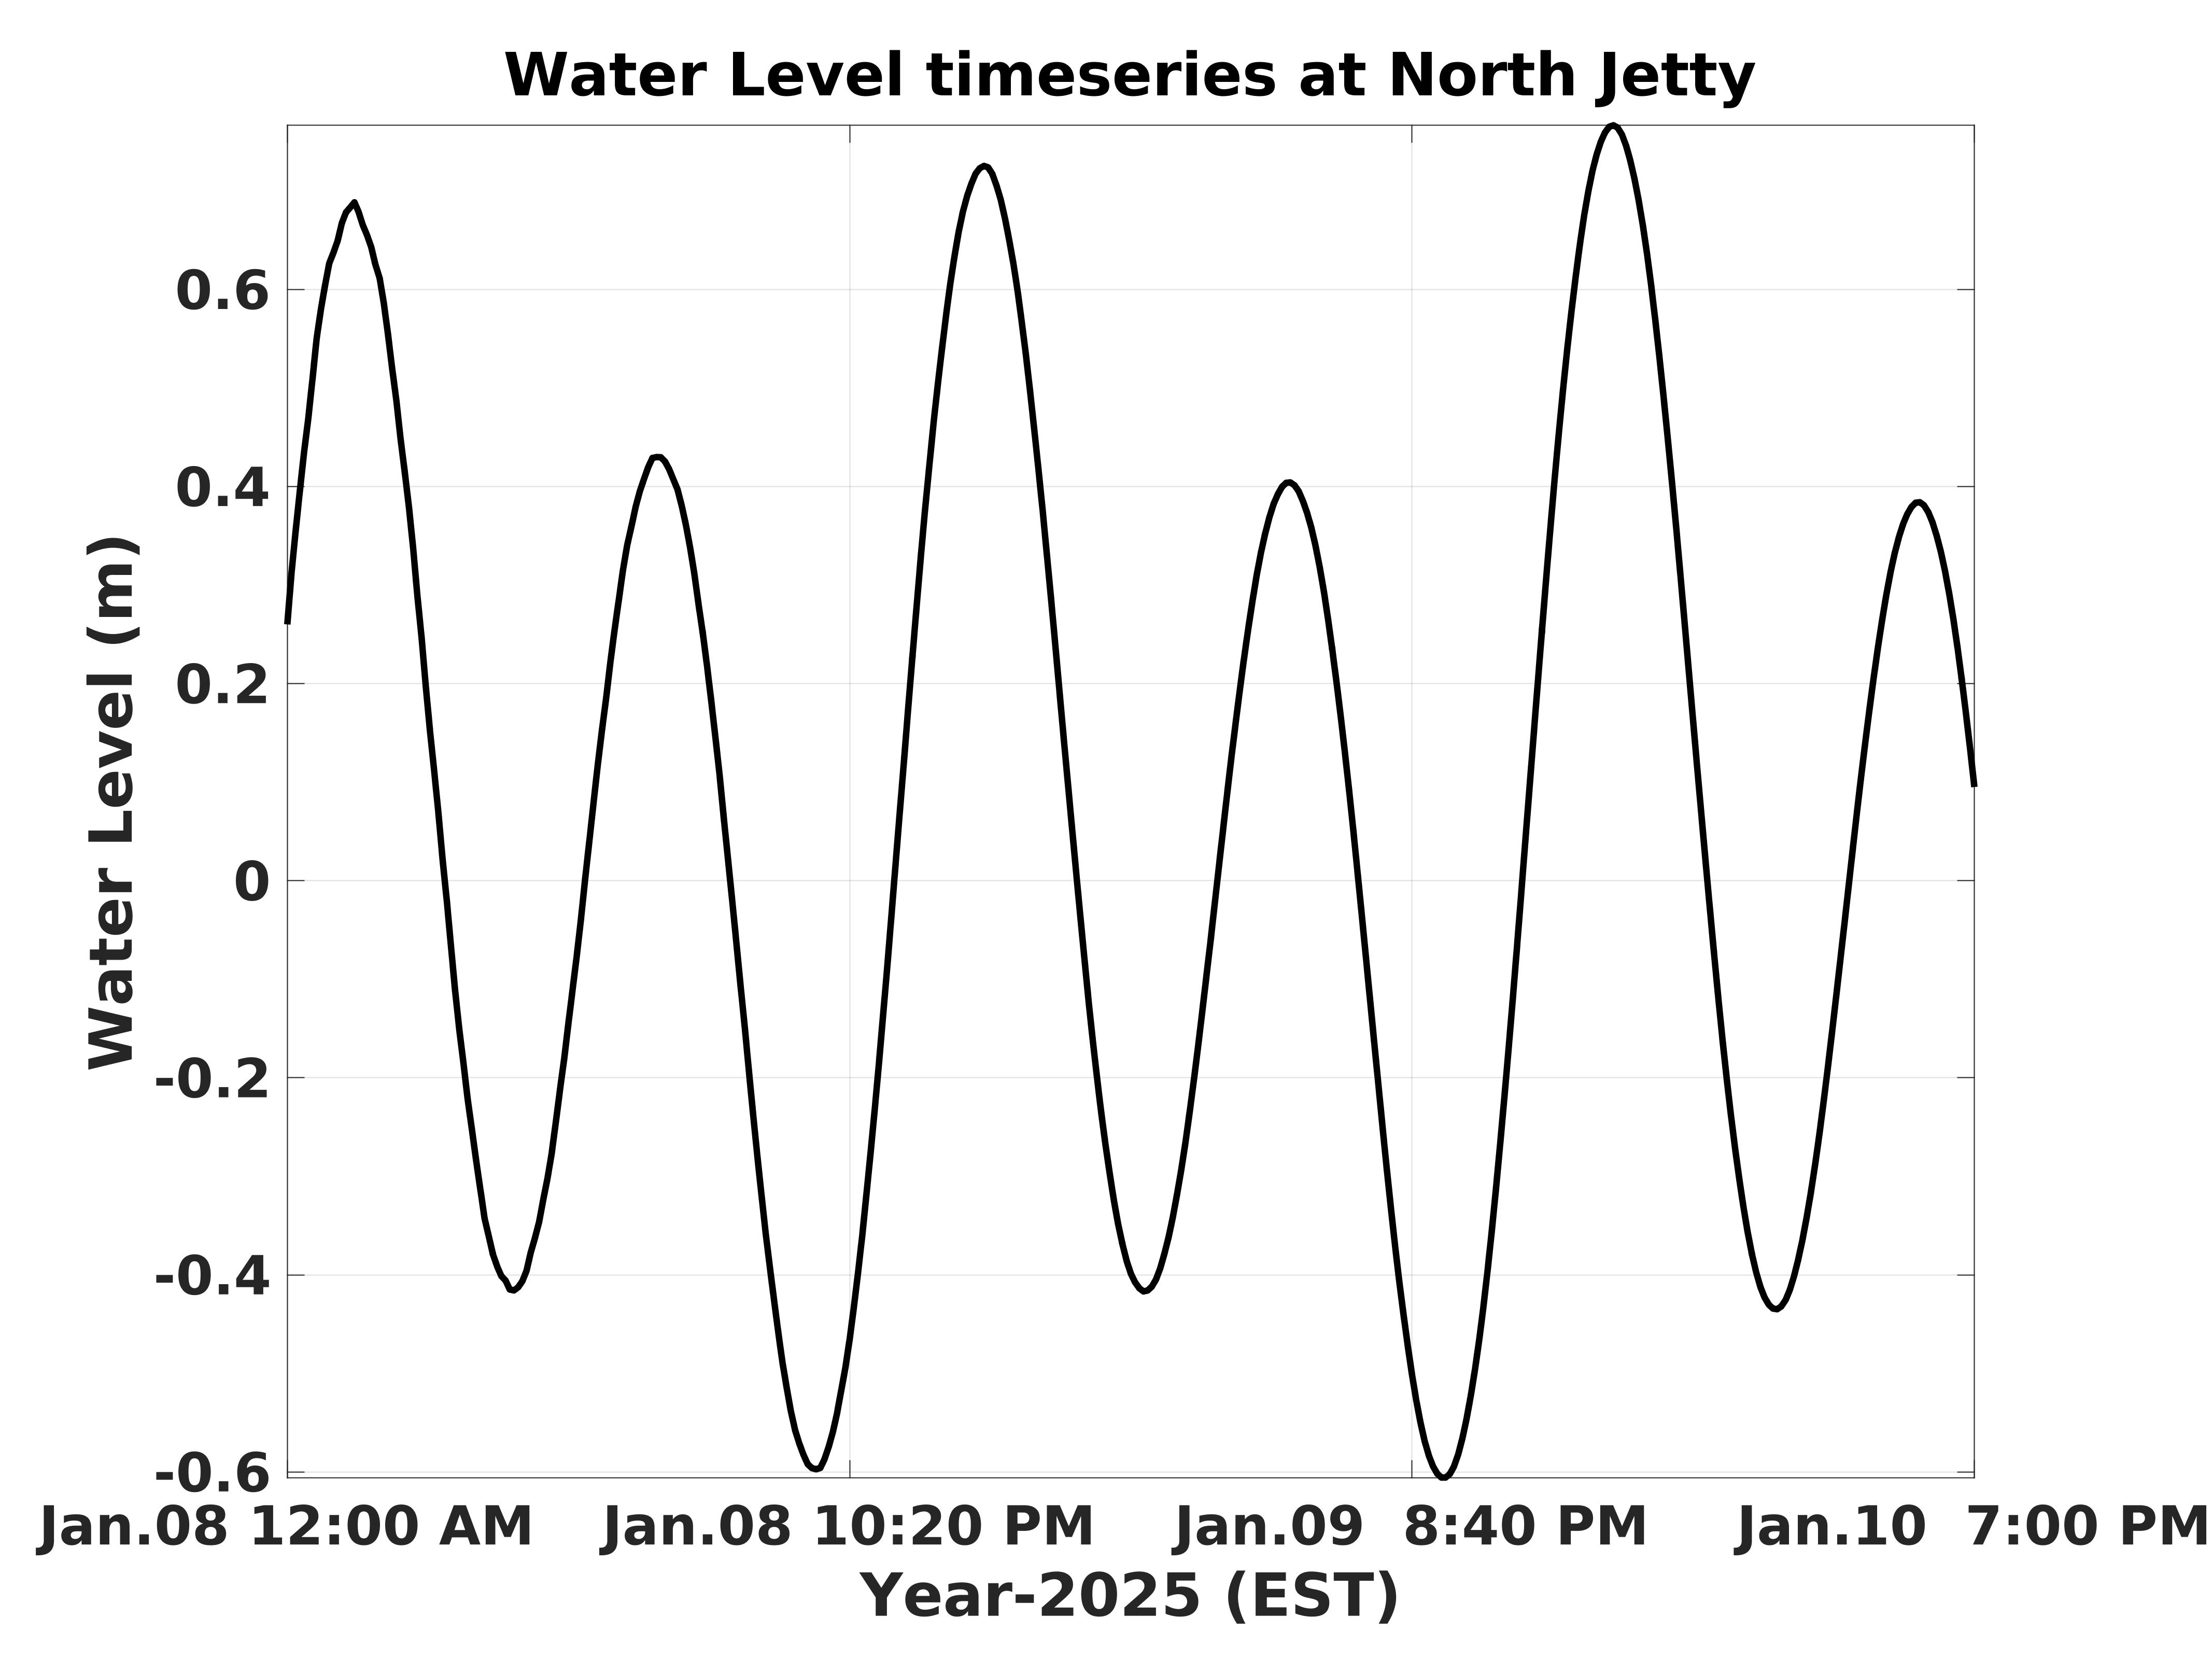 Water Level timeseries at North Jetty
Water Level (m)
0.6
0.4
0.2
0
-0.2
-0.4
-0.6
Jan.08 12:00 AM Jan.08 10:20 PM Jan.09 8:40 PM Jan.10 7:00 PM
Year-2025 (EST)